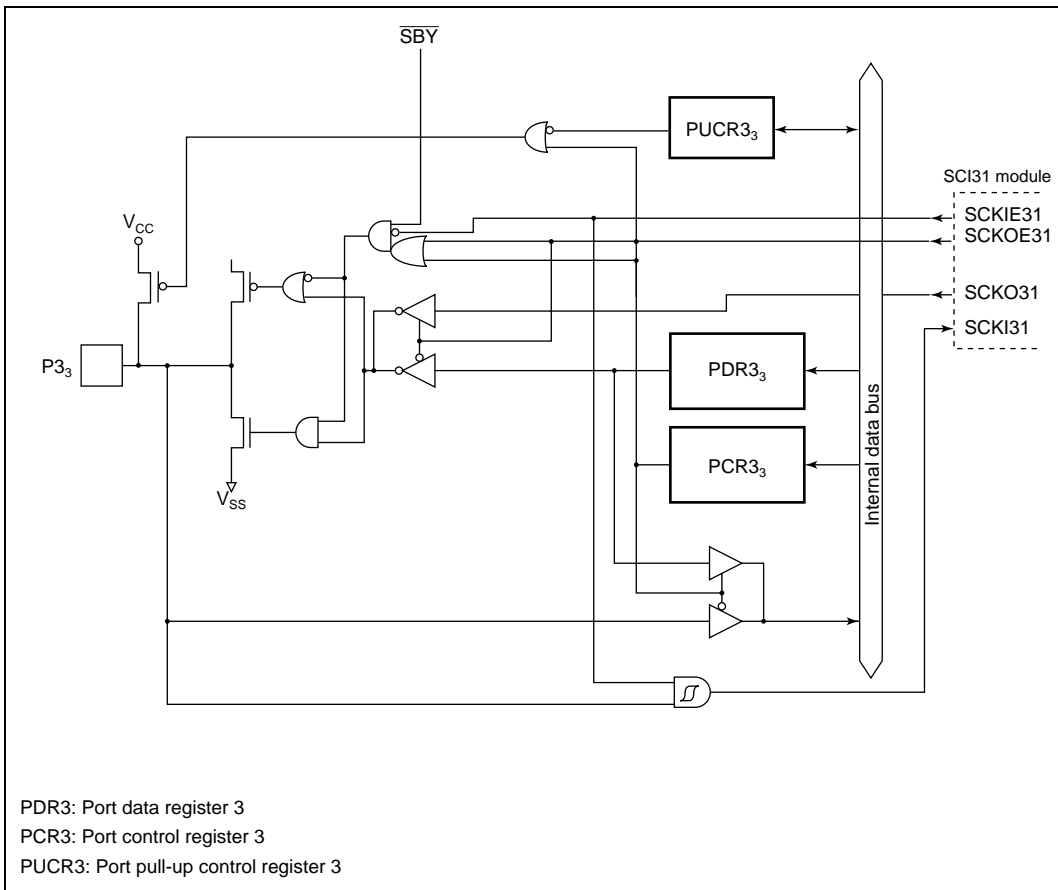 SBY
PUCR3₃
SCI31 module
SCKIE31
SCKOE31
V_CC
SCKO31
SCKI31
P3₃
PDR3₃
PCR3₃
Internal data bus
V_SS
PDR3: Port data register 3
PCR3: Port control register 3
PUCR3: Port pull-up control register 3